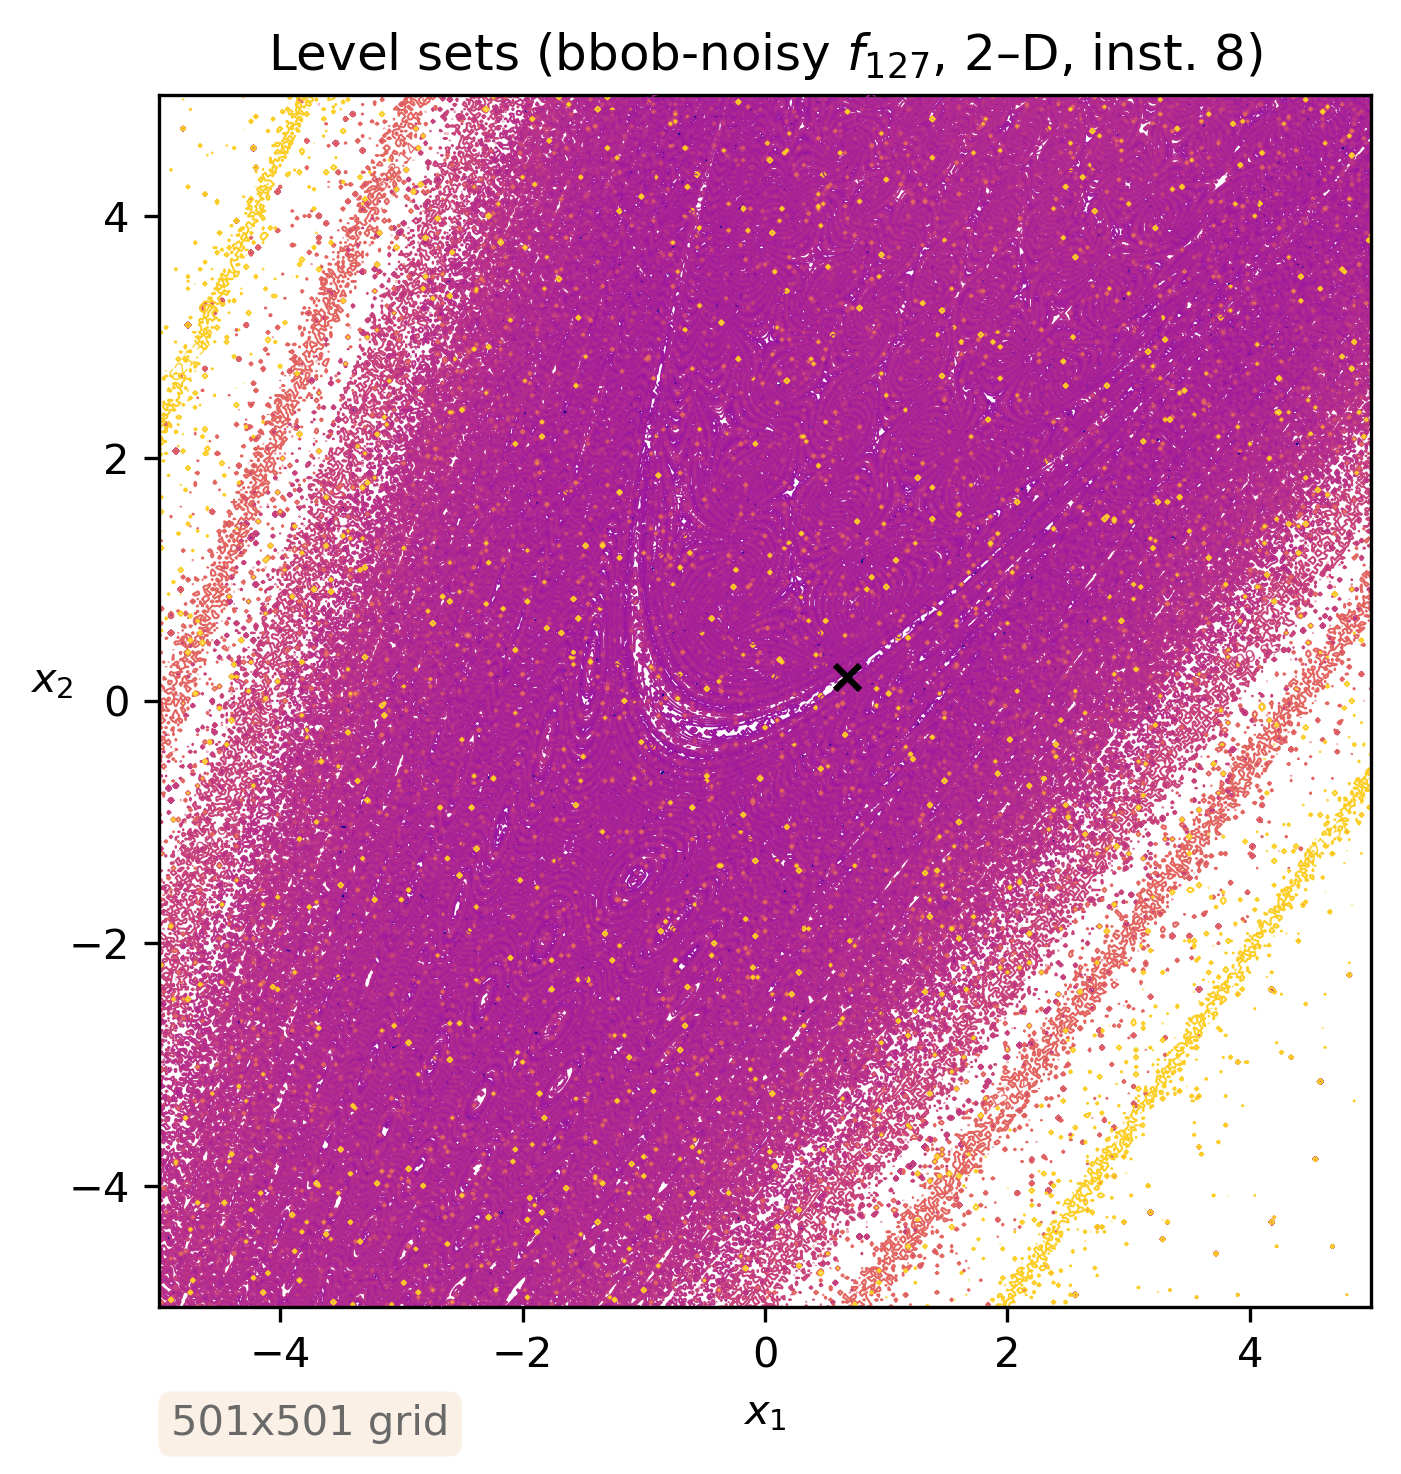 Level sets (bbob-noisy f₁₂₇, 2–D, inst. 8)
4
2
x₂
0
−2
−4
−4 −2 0 2 4
x₁
501x501 grid